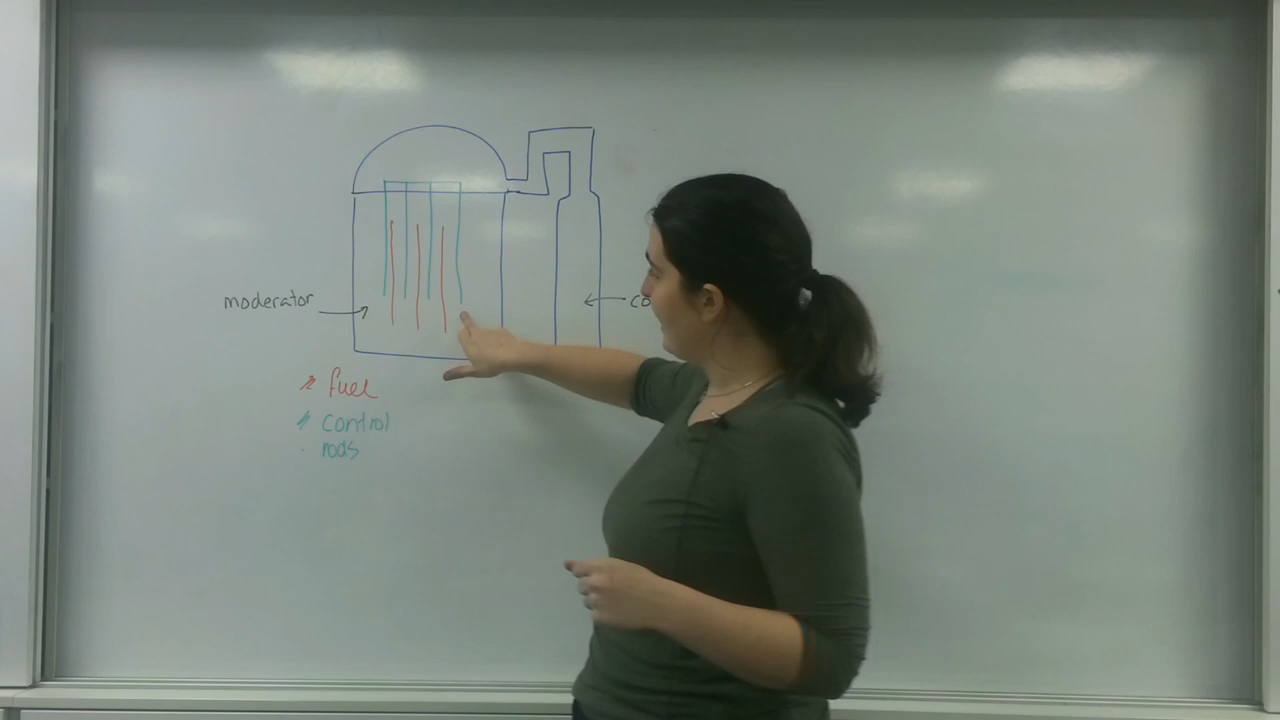 moderator
co
fuel
control
rods